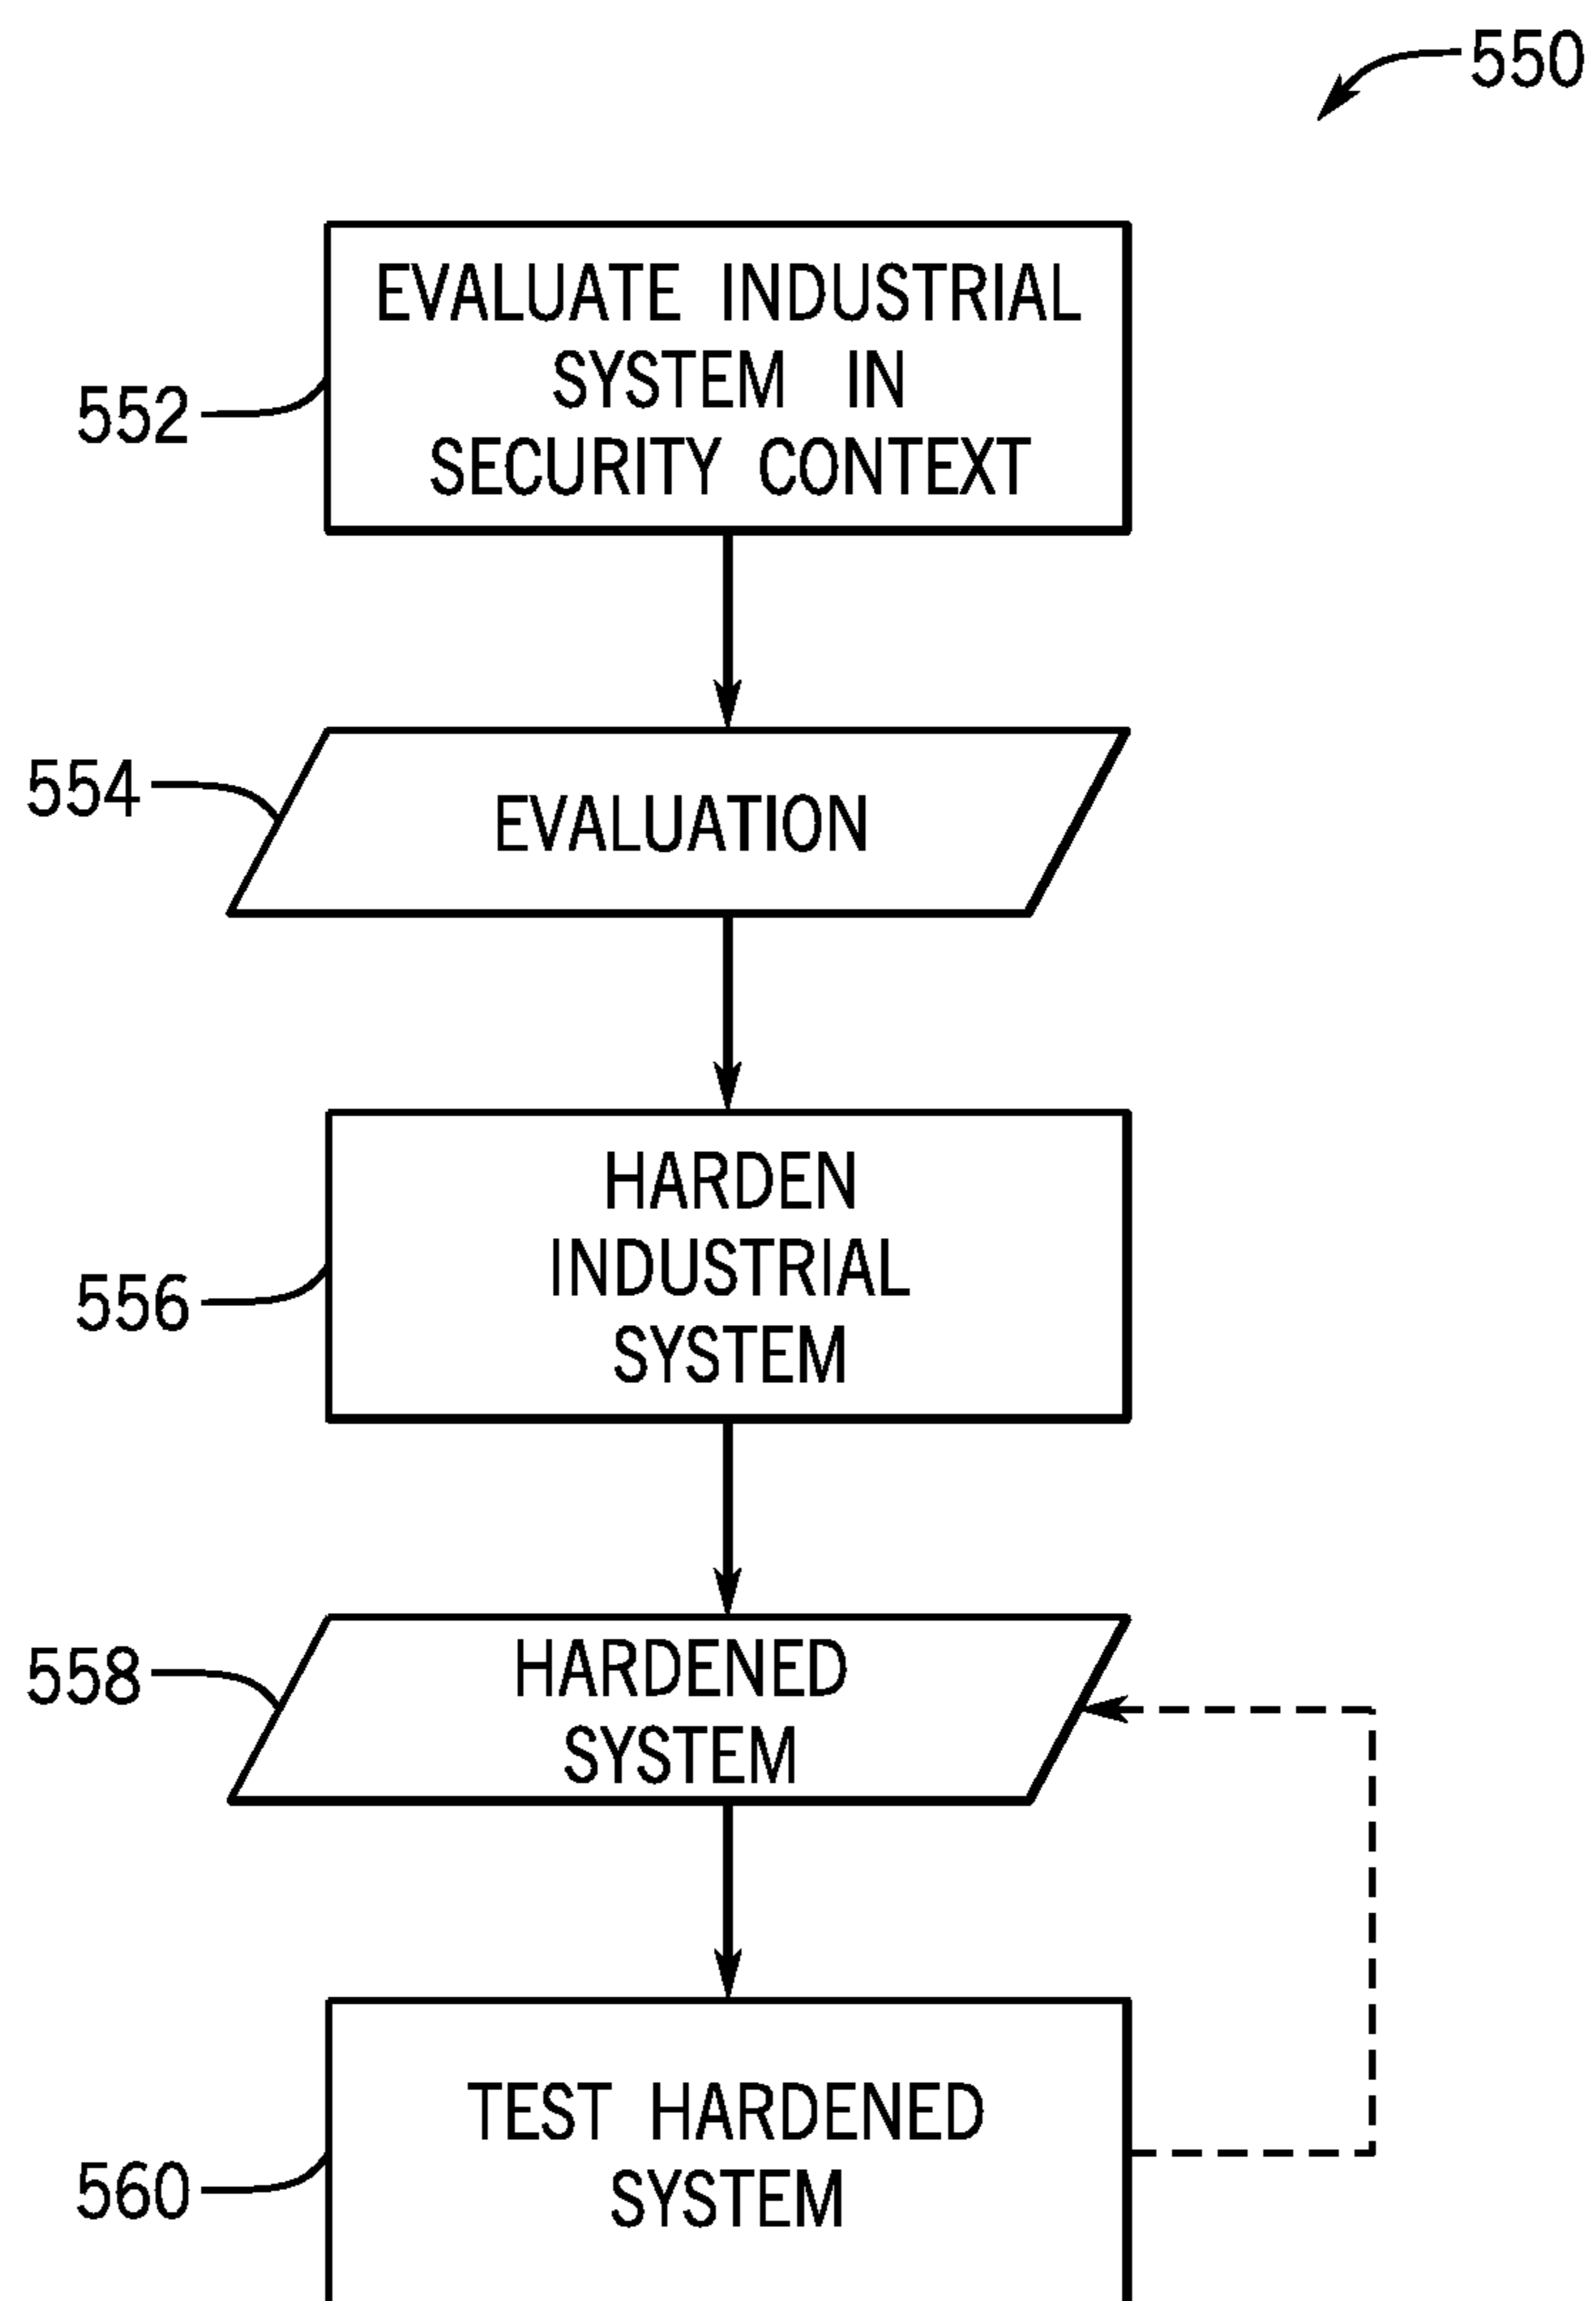 550
EVALUATE INDUSTRIAL
SYSTEM IN
SECURITY CONTEXT
552
554
EVALUATION
HARDEN
INDUSTRIAL
SYSTEM
556
558
HARDENED
SYSTEM
TEST HARDENED
SYSTEM
560